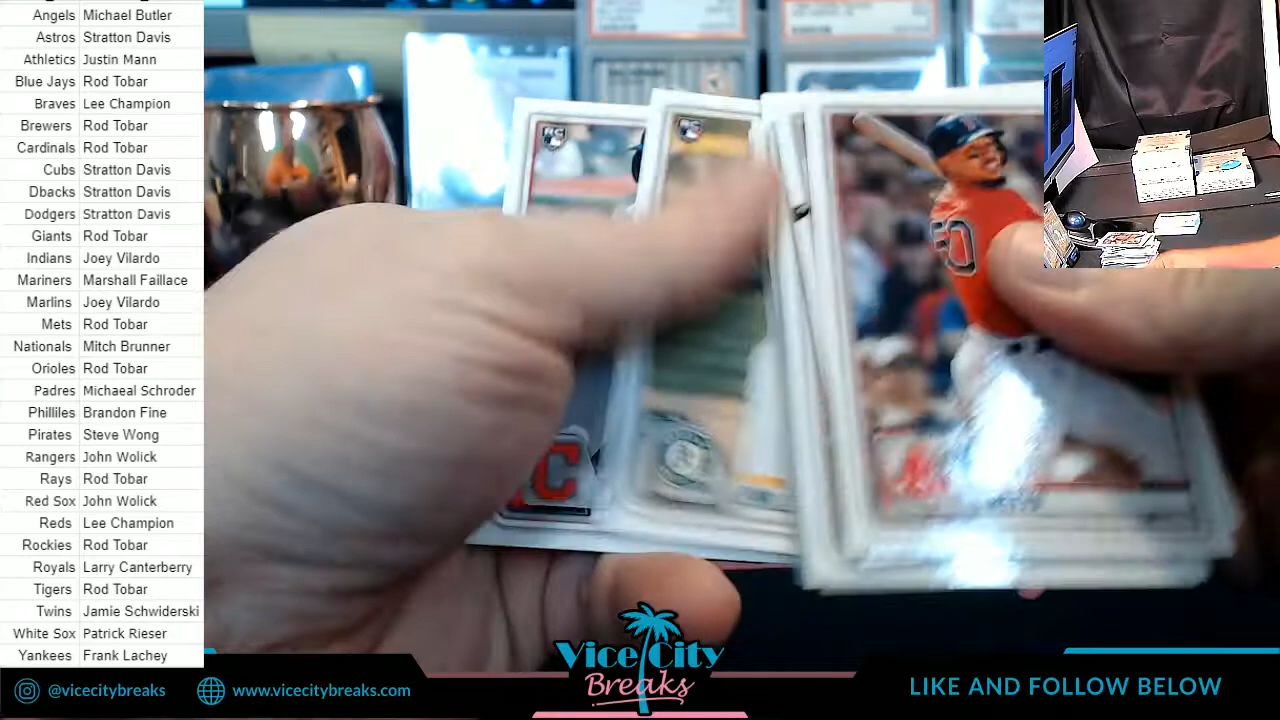 Angels Michael Butler
Astros Stratton Davis
Athletics Justin Mann
Blue Jays Rod Tobar
Braves Lee Champion
Brewers Rod Tobar
Cardinals Rod Tobar
Cubs Stratton Davis
Dbacks Stratton Davis
Dodgers Stratton Davis
Giants Rod Tobar
Indians Joey Vilardo
Mariners Marshall Faillace
Marlins Joey Vilardo
Mets Rod Tobar
Nationals Mitch Brunner
Orioles Rod Tobar
Padres Michaeal Schroder
Philliles Brandon Fine
Pirates Steve Wong
Rangers John Wolick
Rays Rod Tobar
Red Sox John Wolick
Reds Lee Champion
Rockies Rod Tobar
Royals Larry Canterberry
Tigers Rod Tobar
Twins Jamie Schwiderski
White Sox Patrick Rieser
Yankees Frank Lachey
RC
RC
50
C
@vicecitybreaks
www.vicecitybreaks.com
Vice City
Breaks
LIKE AND FOLLOW BELOW